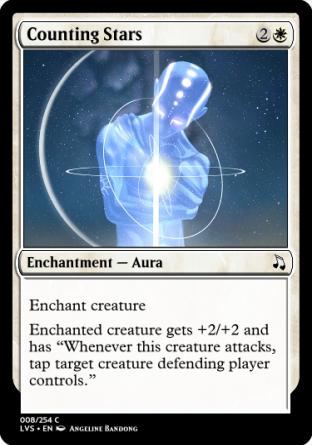 Counting Stars 2
Enchantment — Aura
Enchant creature
Enchanted creature gets +2/+2 and
has “Whenever this creature attacks,
tap target creature defending player
controls.”
008/254 C
LVS • EN Angeline Bandong